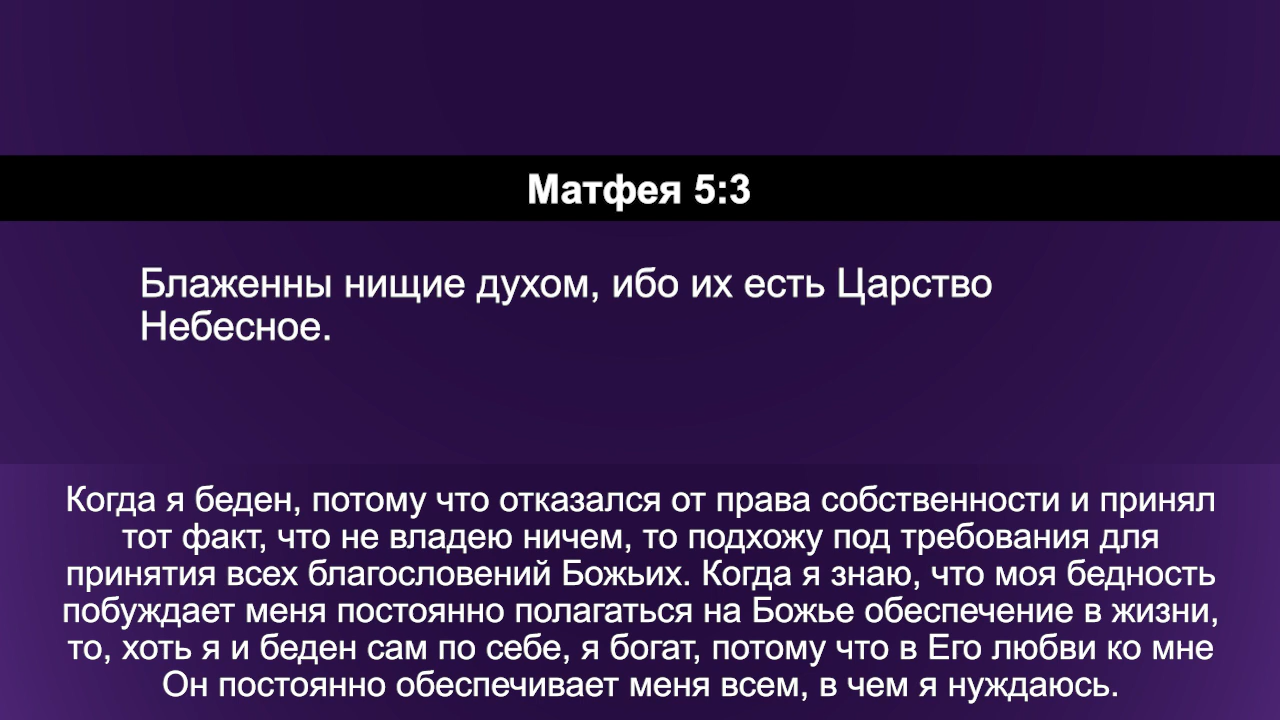 Матфея 5:3
Блаженны нищие духом, ибо их есть Царство
Небесное.
Когда я беден, потому что отказался от права собственности и принял
тот факт, что не владею ничем, то подхожу под требования для
принятия всех благословений Божьих. Когда я знаю, что моя бедность
побуждает меня постоянно полагаться на Божье обеспечение в жизни,
то, хоть я и беден сам по себе, я богат, потому что в Его любви ко мне
Он постоянно обеспечивает меня всем, в чем я нуждаюсь.